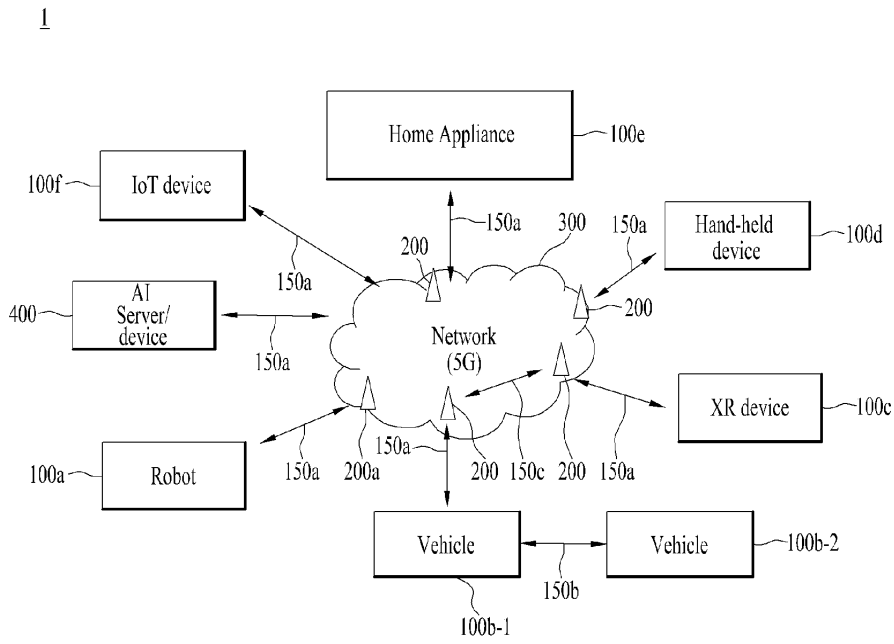 1
Home Appliance
100e
IoT device
100f
150a
150a
200
300
150a
Hand-held
device
100d
400
AI
Server/
device
150a
Network
(5G)
200
XR device
100c
150a
100a
Robot
150a
200a
200
150c
200
150a
Vehicle
150b
Vehicle
100b-2
100b-1